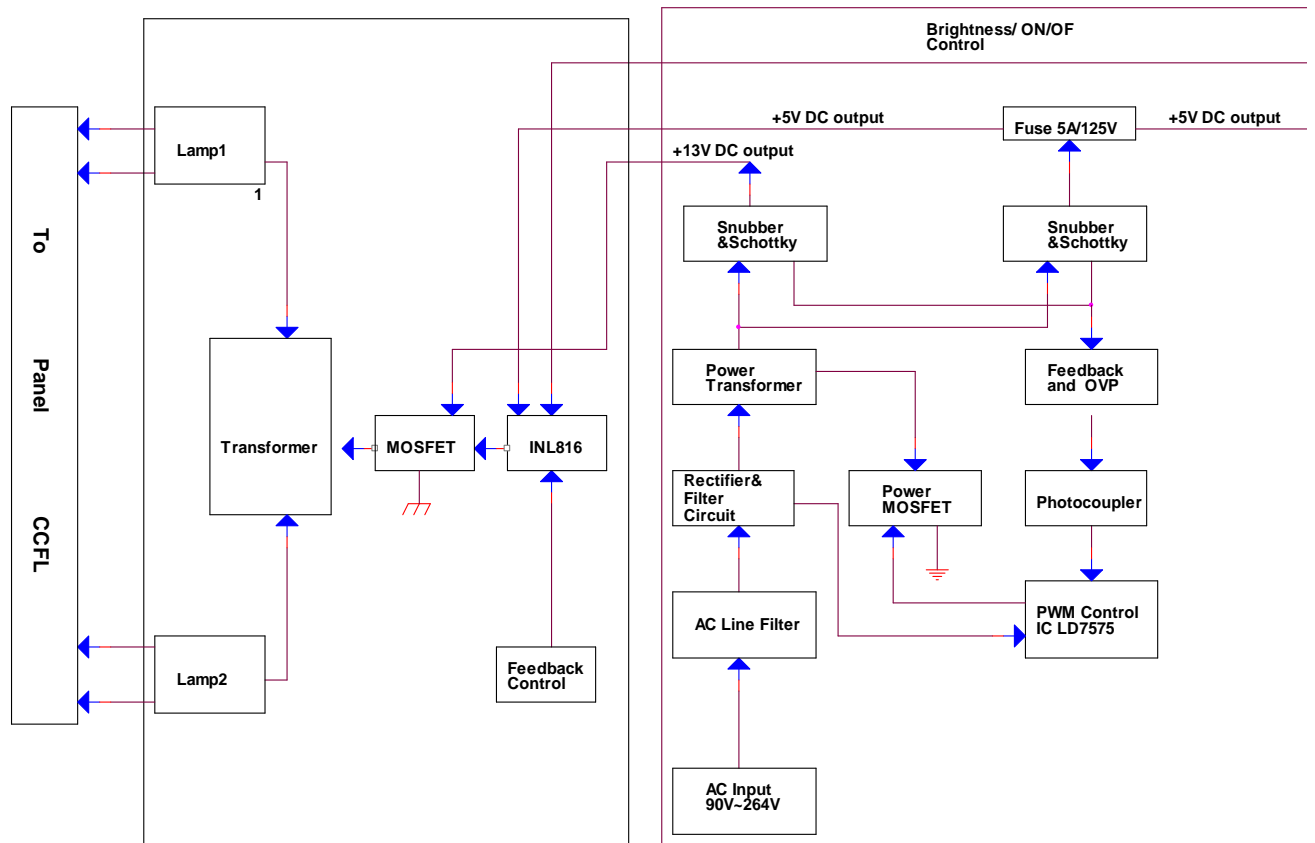 Brightness/ ON/OF
Control
+5V DC output
Fuse 5A/125V
+5V DC output
+13V DC output
Lamp1
1
Snubber
&Schottky
Snubber
&Schottky
To Panel CCFL
Power
Transformer
Feedback
and OVP
Transformer
MOSFET
INL816
Rectifier&
Filter
Circuit
Power
MOSFET
Photocoupler
AC Line Filter
PWM Control
IC LD7575
Lamp2
Feedback
Control
AC Input
90V~264V